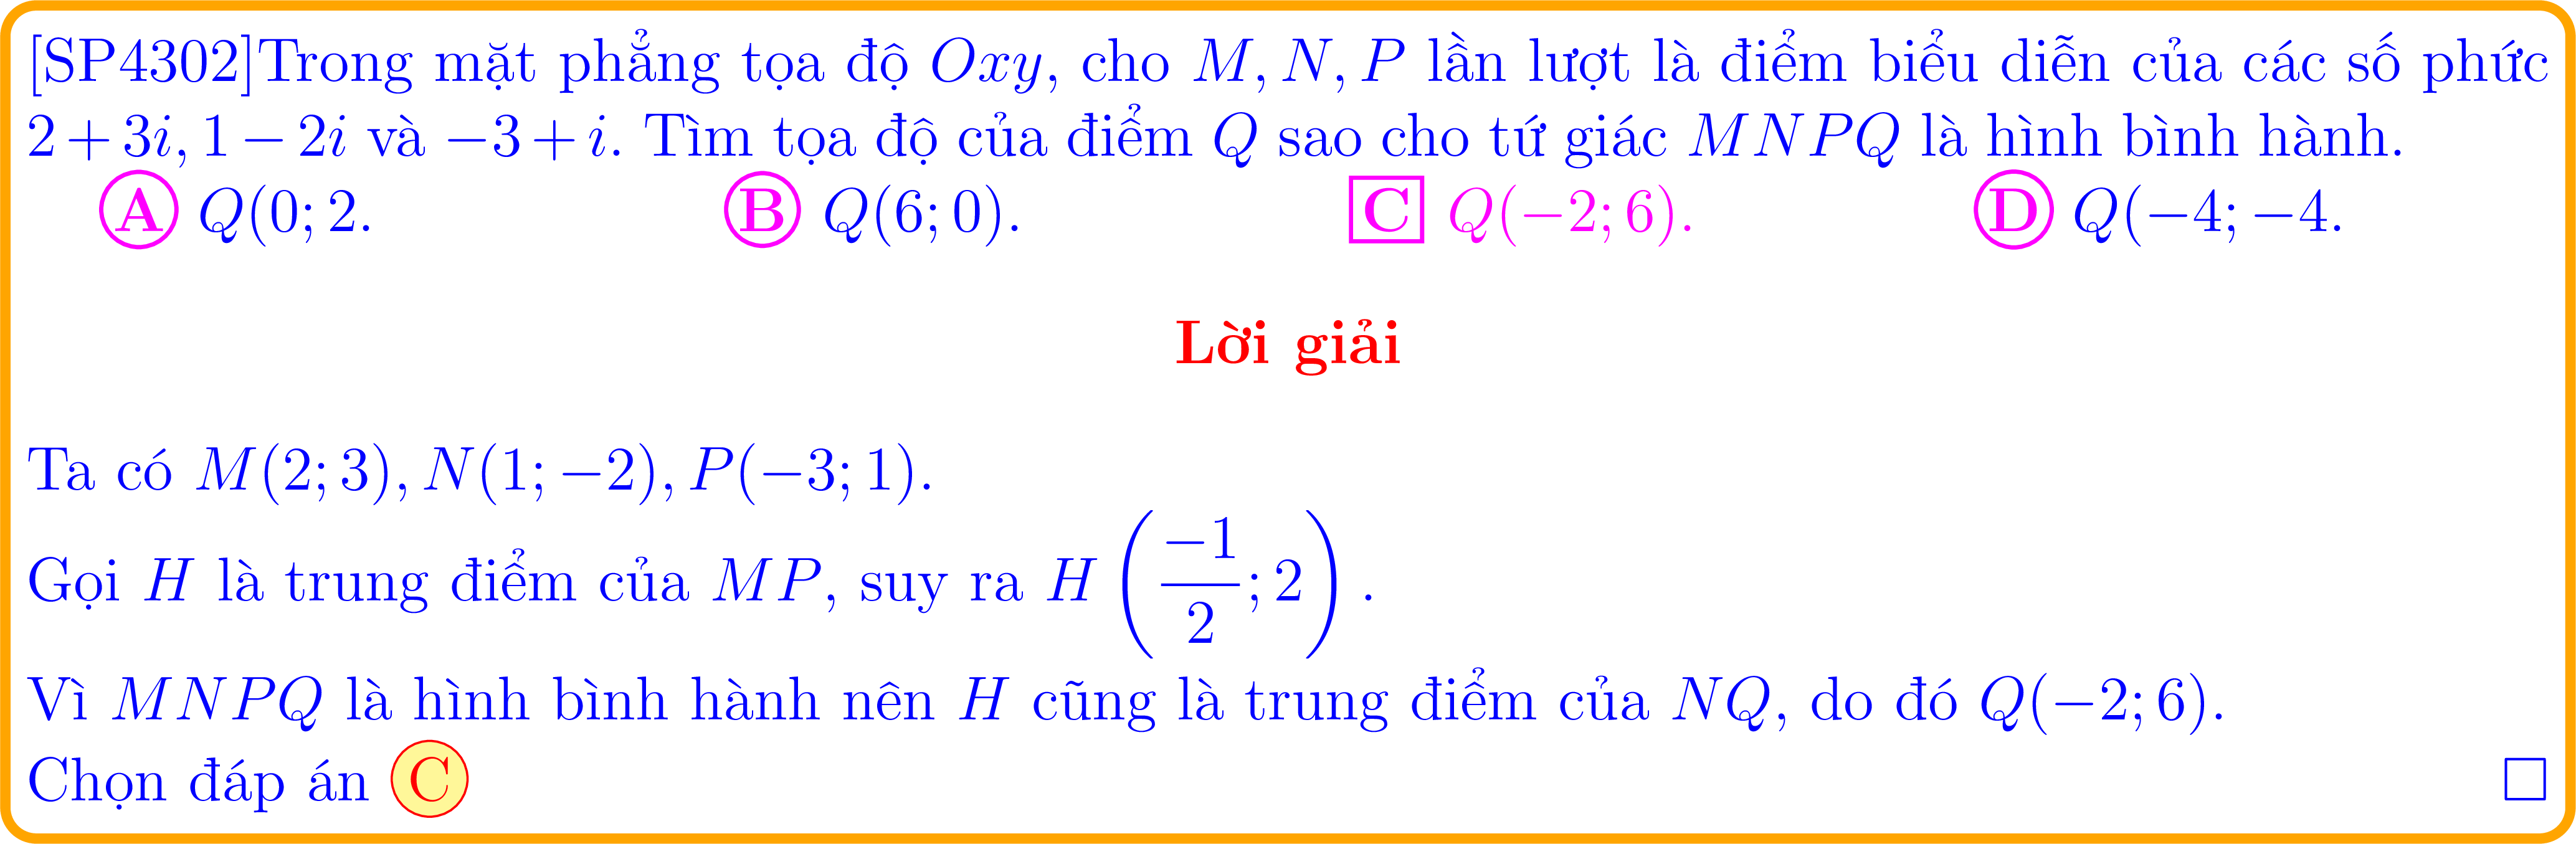 [SP4302]Trong mặt phẳng tọa độ Oxy, cho M, N, P lần lượt là điểm biểu diễn của các số phức
2 + 3i, 1 − 2i và −3 + i. Tìm tọa độ của điểm Q sao cho tứ giác MNPQ là hình bình hành.
A Q(0; 2. B Q(6; 0). C Q(−2; 6). D Q(−4; −4.
Lời giải
Ta có M(2; 3), N(1; −2), P(−3; 1).
Gọi H là trung điểm của MP, suy ra H (−1/2; 2).
Vì MNPQ là hình bình hành nên H cũng là trung điểm của NQ, do đó Q(−2; 6).
Chọn đáp án C □